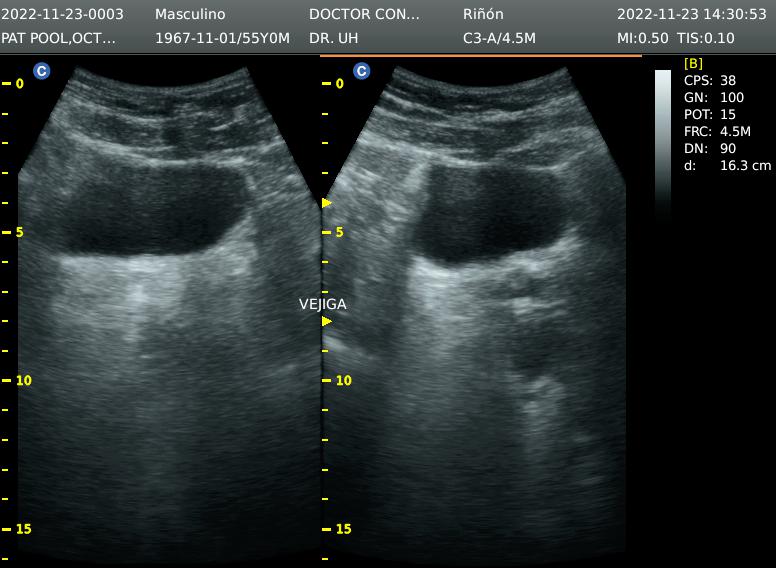 2022-11-23-0003 Masculino DOCTOR CON... Riñón 2022-11-23 14:30:53
PAT POOL,OCT... 1967-11-01/55Y0M DR. UH C3-A/4.5M MI:0.50 TIS:0.10
C
C
[B]
CPS: 38
GN: 100
POT: 15
FRC: 4.5M
DN: 90
d: 16.3 cm
0
5
10
15
0
5
10
15
VEJIGA